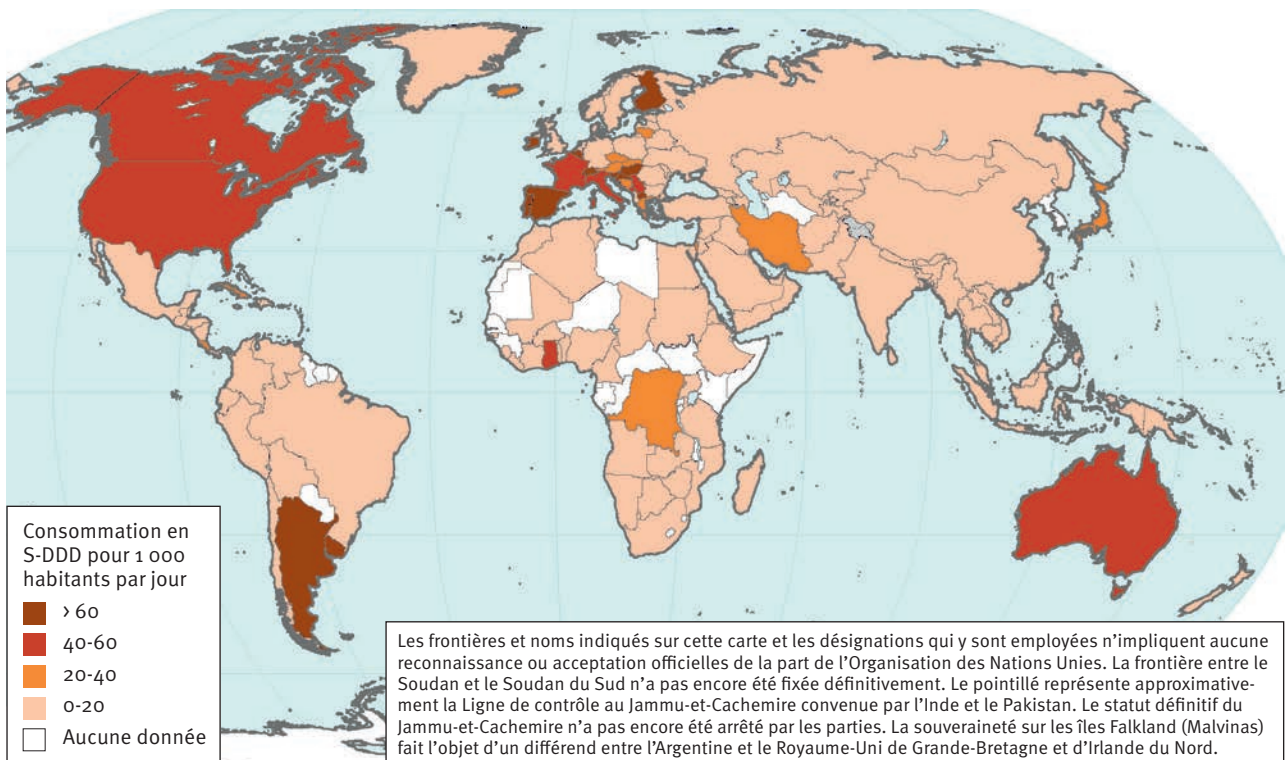 Consommation en
S-DDD pour 1 000
habitants par jour
> 60
40-60
20-40
0-20
Aucune donnée
Les frontières et noms indiqués sur cette carte et les désignations qui y sont employées n’impliquent aucune
reconnaissance ou acceptation officielles de la part de l’Organisation des Nations Unies. La frontière entre le
Soudan et le Soudan du Sud n’a pas encore été fixée définitivement. Le pointillé représente approximative-
ment la Ligne de contrôle au Jammu-et-Cachemire convenue par l’Inde et le Pakistan. Le statut définitif du
Jammu-et-Cachemire n’a pas encore été arrêté par les parties. La souveraineté sur les îles Falkland (Malvinas)
fait l’objet d’un différend entre l’Argentine et le Royaume-Uni de Grande-Bretagne et d’Irlande du Nord.